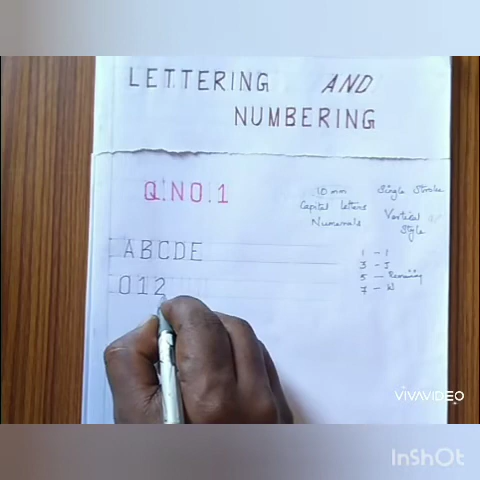 LETTERING AND
NUMBERING
Q.NO.1
10 mm
Capital letters
Numerals
Single Stroke
Vertical
Style
ABCDE
012
1 - I
3 - J
5 - Remaining
7 - W
VIVAVIDEO
InShOt